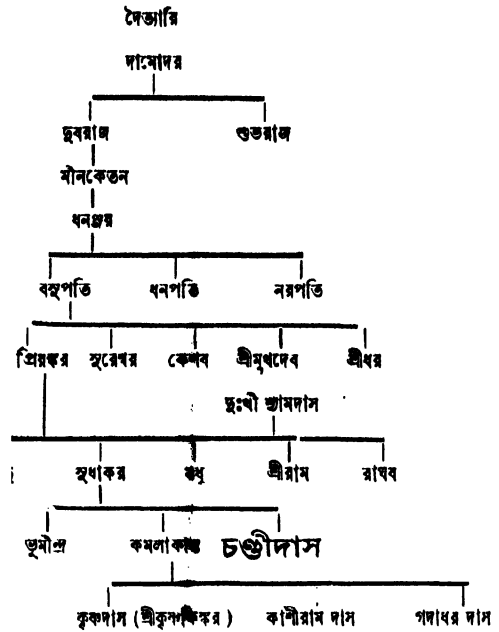 দৈত্যারি
দামোদর
দুবরাজ শুভরাজ
মীনকেতন
ধনঞ্জয়
বসুপতি ধনপতি নরপতি
প্রিয়ঙ্কর সুরেশ্বর কেশব শ্রীমুখদেব শ্রীধর
দুঃখী শ্যামদাস
সুধাকর মধু শ্রীরাম রাঘব
ভূমীন্দ্র কমলাকান্ত চণ্ডীদাস
কৃষ্ণদাস (শ্রীকৃষ্ণকিঙ্কর) কাশীরাম দাস গদাধর দাস